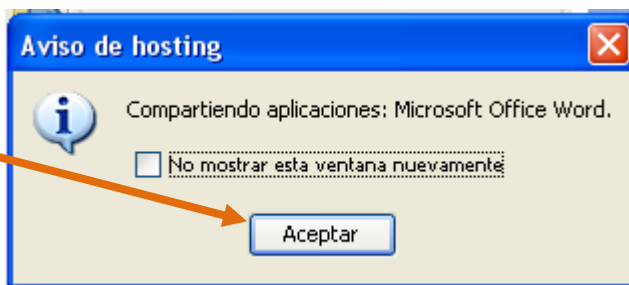 Aviso de hosting
Compartiendo aplicaciones: Microsoft Office Word.
No mostrar esta ventana nuevamente
Aceptar